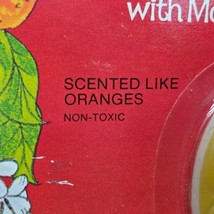 with
SCENTED LIKE
ORANGES
NON-TOXIC